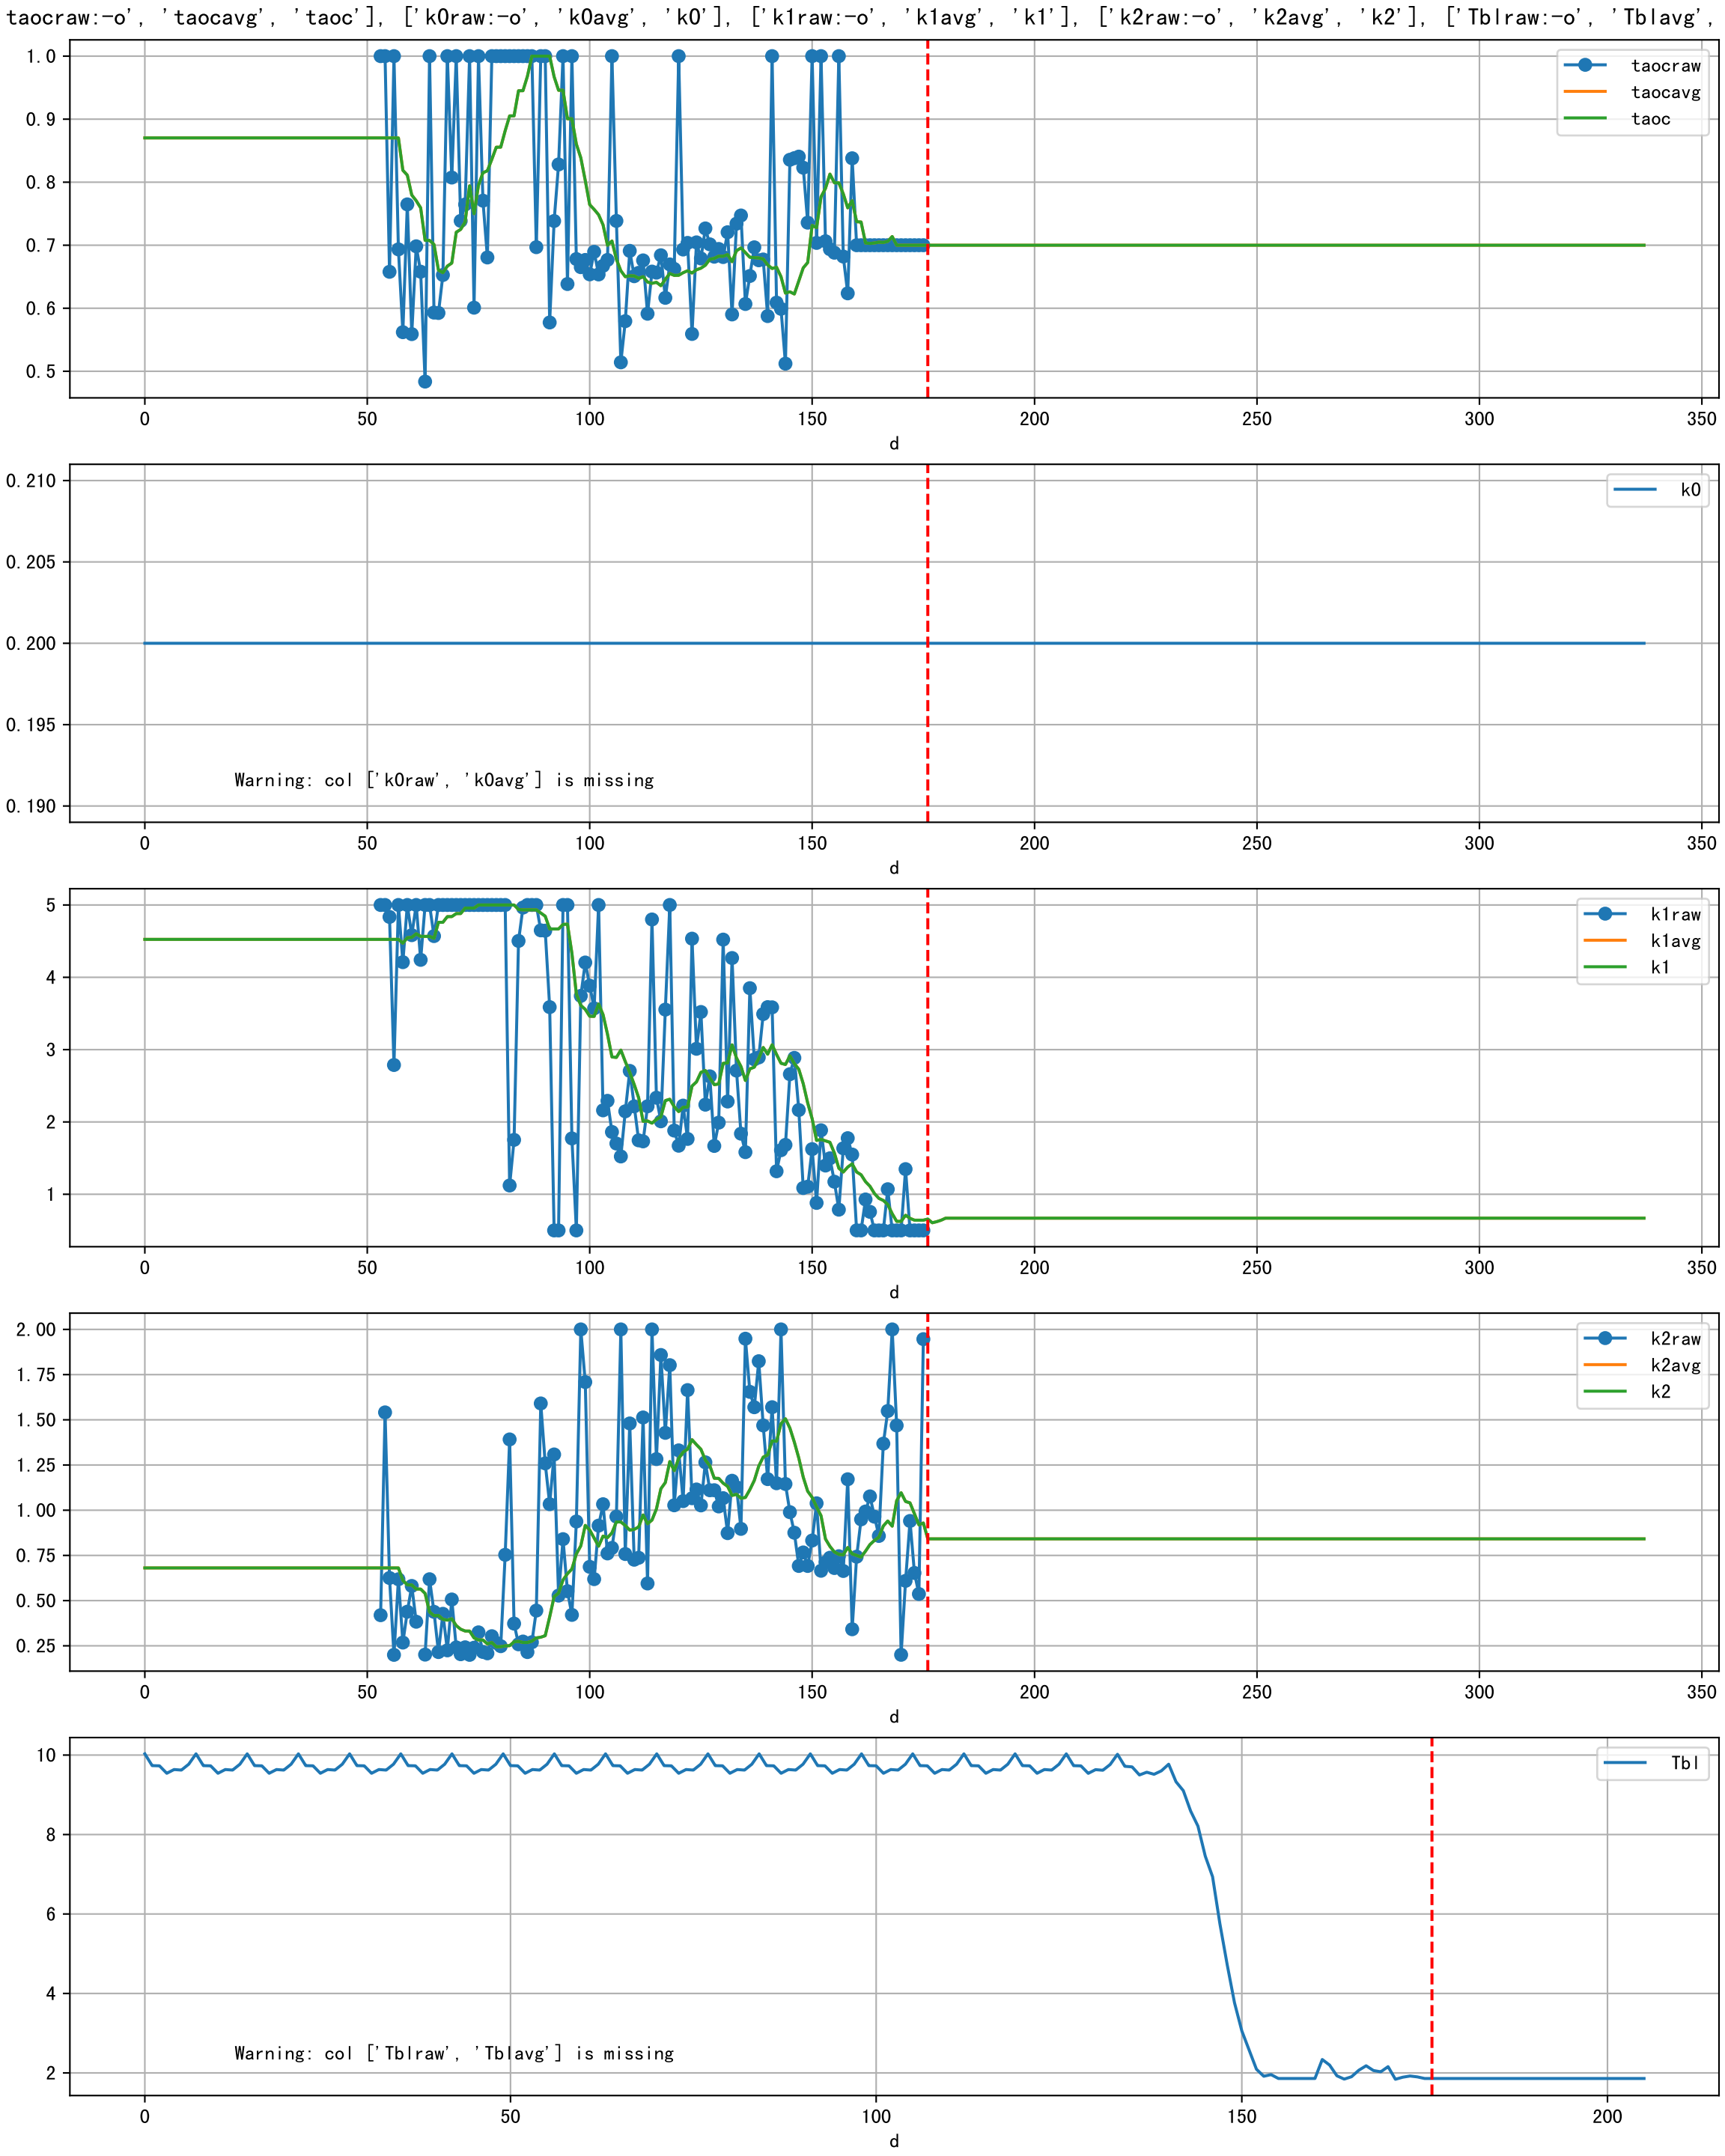 taocraw:-o', 'taocavg', 'taoc'], ['k0raw:-o', 'k0avg', 'k0'], ['k1raw:-o', 'k1avg', 'k1'], ['k2raw:-o', 'k2avg', 'k2'], ['Tblraw:-o', 'Tblavg',
1.0
0.9
0.8
0.7
0.6
0.5
taocraw
taocavg
taoc
0 50 100 150 200 250 300 350
d
0.210
0.205
0.200
0.195
0.190
k0
Warning: col ['k0raw', 'k0avg'] is missing
0 50 100 150 200 250 300 350
d
5
4
3
2
1
k1raw
k1avg
k1
0 50 100 150 200 250 300 350
d
2.00
1.75
1.50
1.25
1.00
0.75
0.50
0.25
k2raw
k2avg
k2
0 50 100 150 200 250 300 350
d
10
8
6
4
2
Tbl
Warning: col ['Tblraw', 'Tblavg'] is missing
0 50 100 150 200
d